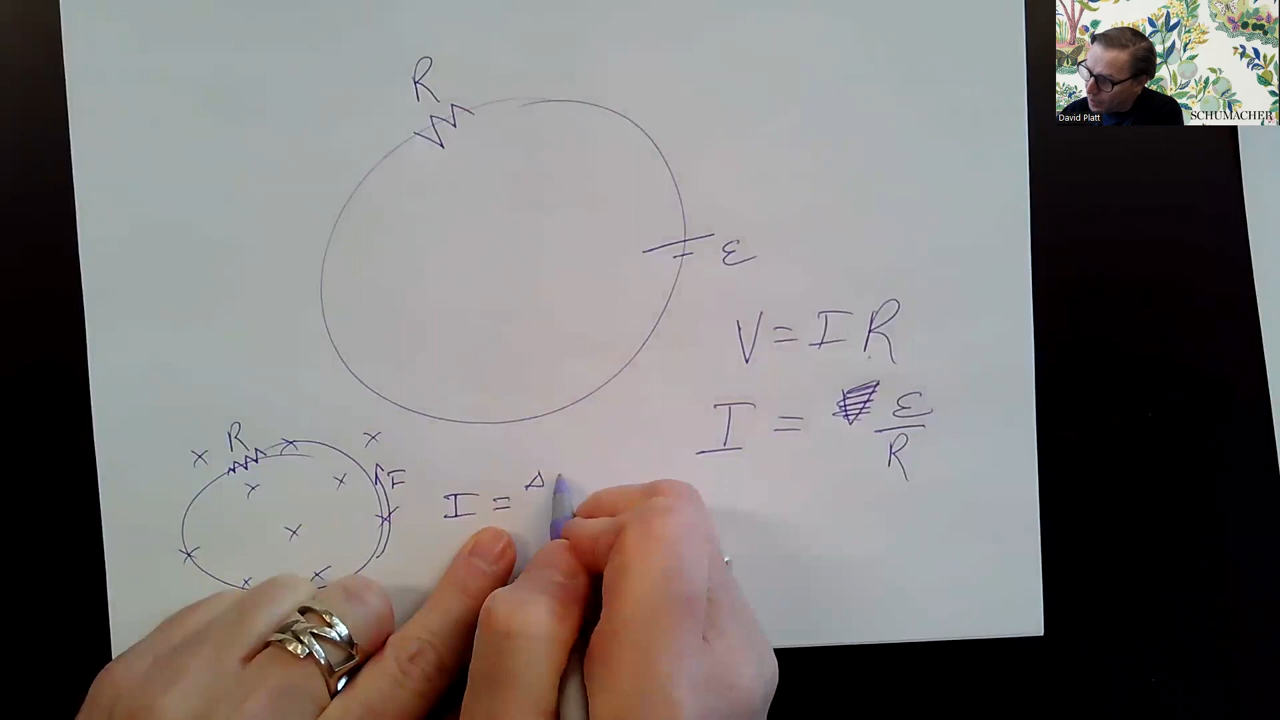 R
ε
V = I R
I = ε/R
R
I
I = Δ
David Platt
SCHUMACHER